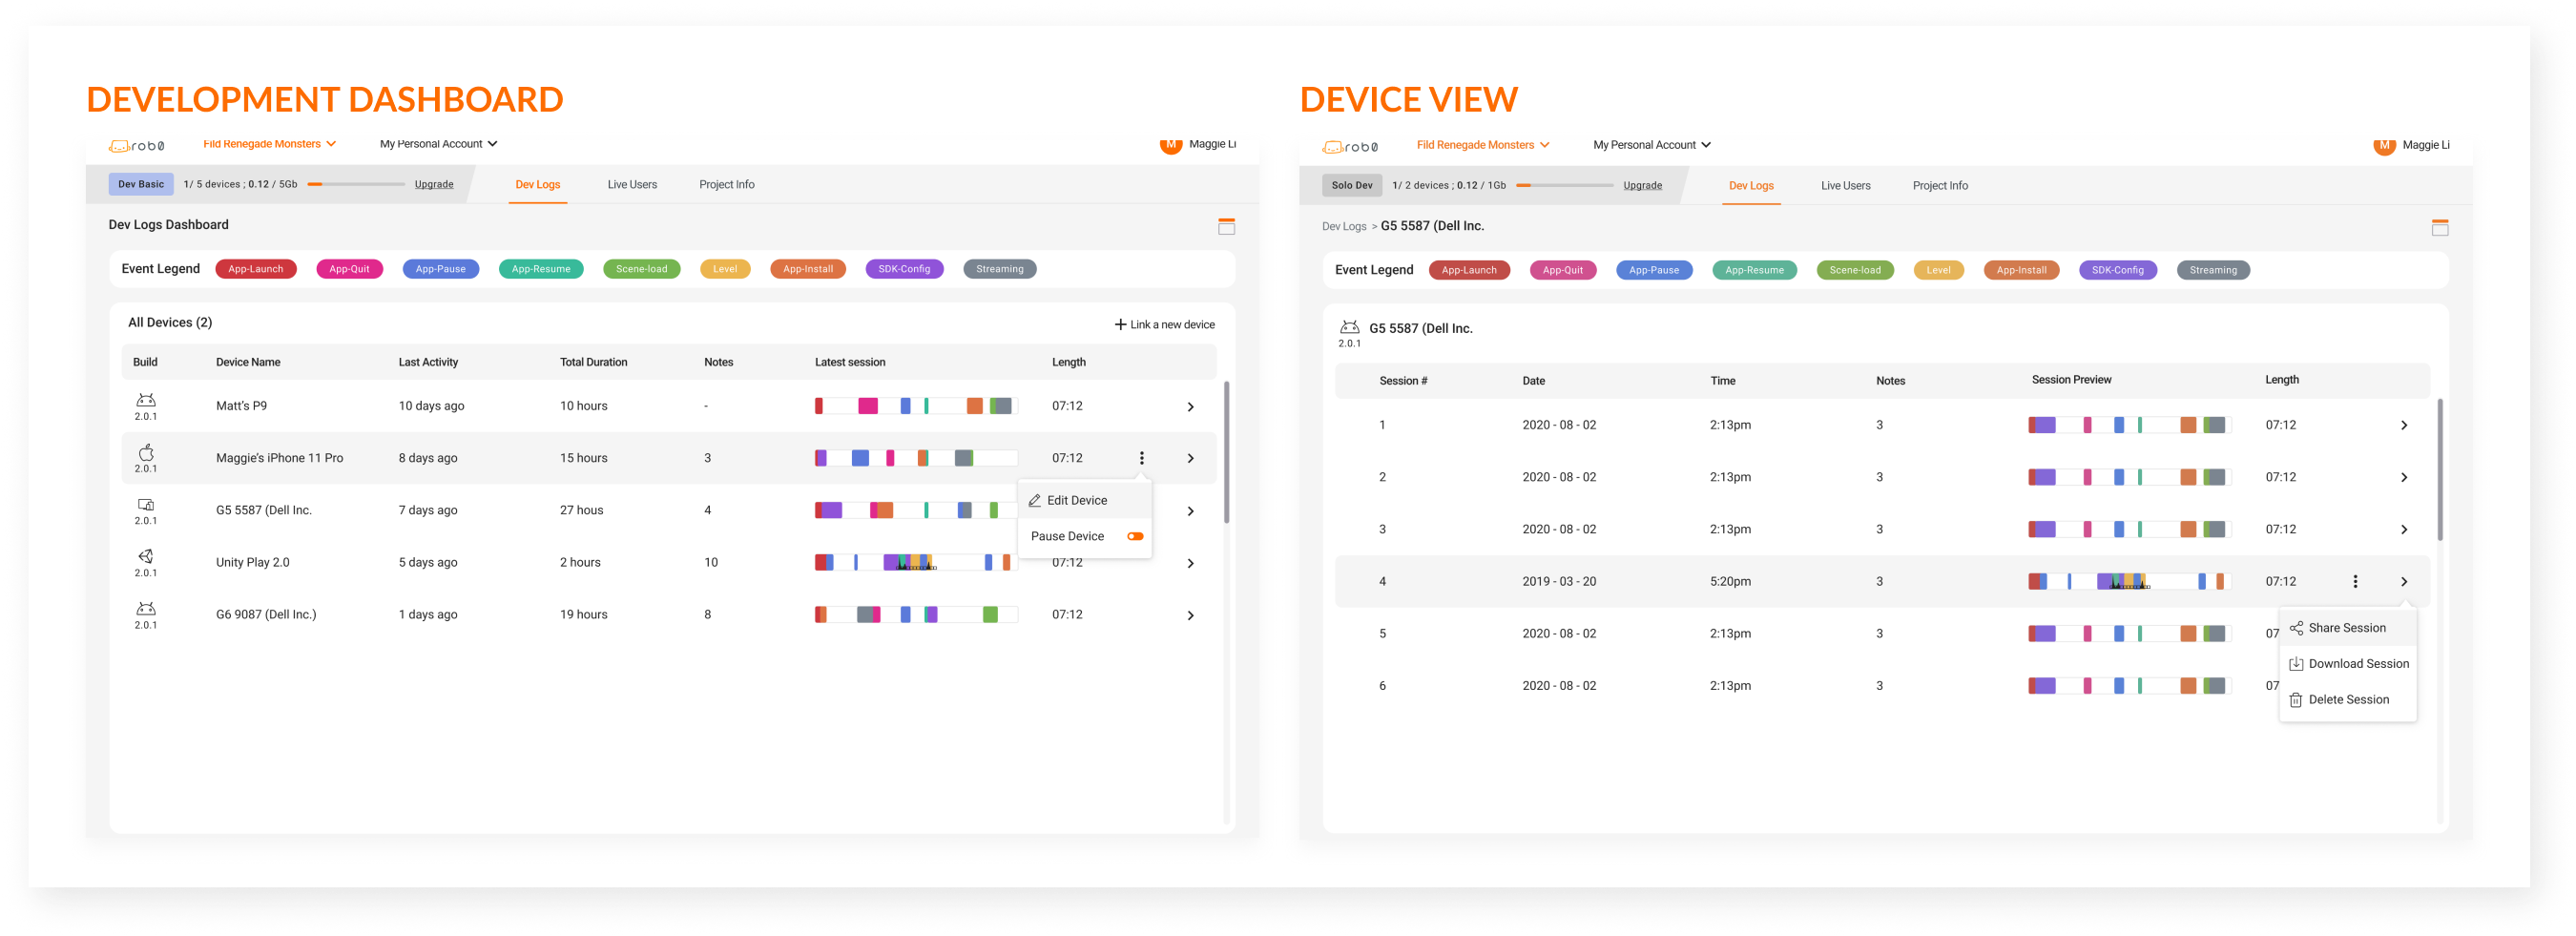 DEVELOPMENT DASHBOARD
rob0 Fild Renegade Monsters My Personal Account M Maggie Li
Dev Basic 1/ 5 devices ; 0.12 / 5Gb Upgrade Dev Logs Live Users Project Info
Dev Logs Dashboard
Event Legend App-Launch App-Quit App-Pause App-Resume Scene-load Level App-Install SDK-Config Streaming
All Devices (2) + Link a new device
Build Device Name Last Activity Total Duration Notes Latest session Length
2.0.1 Matt's P9 10 days ago 10 hours - 07:12
2.0.1 Maggie's iPhone 11 Pro 8 days ago 15 hours 3 07:12
Edit Device
Pause Device
2.0.1 G5 5587 (Dell Inc. 7 days ago 27 hous 4
2.0.1 Unity Play 2.0 5 days ago 2 hours 10 07:12
2.0.1 G6 9087 (Dell Inc.) 1 days ago 19 hours 8 07:12
DEVICE VIEW
rob0 Fild Renegade Monsters My Personal Account M Maggie Li
Solo Dev 1/ 2 devices ; 0.12 / 1Gb Upgrade Dev Logs Live Users Project Info
Dev Logs > G5 5587 (Dell Inc.
Event Legend App-Launch App-Quit App-Pause App-Resume Scene-load Level App-Install SDK-Config Streaming
G5 5587 (Dell Inc.
2.0.1
Session # Date Time Notes Session Preview Length
1 2020 - 08 - 02 2:13pm 3 07:12
2 2020 - 08 - 02 2:13pm 3 07:12
3 2020 - 08 - 02 2:13pm 3 07:12
4 2019 - 03 - 20 5:20pm 3 07:12
5 2020 - 08 - 02 2:13pm 3 07
6 2020 - 08 - 02 2:13pm 3 07
Share Session
Download Session
Delete Session